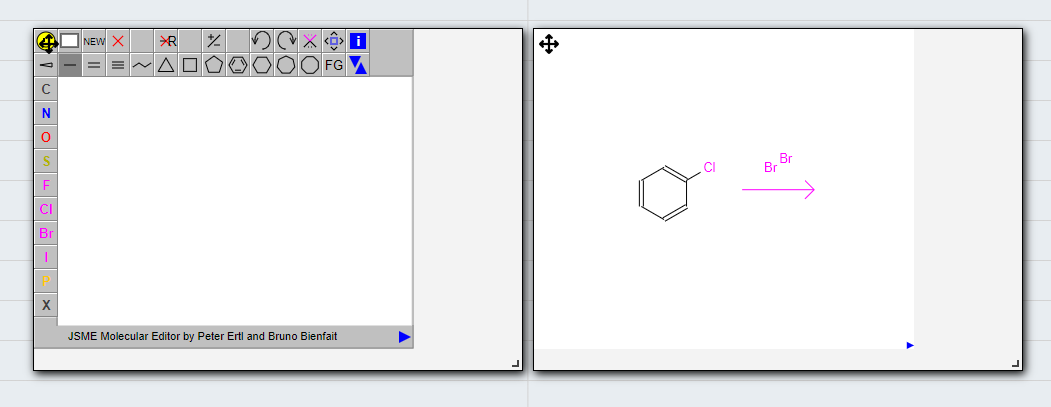 NEW R +/- i
FG
C
N
O
S
F
Cl
Br
I
P
X
JSME Molecular Editor by Peter Ertl and Bruno Bienfait
Cl Br Br